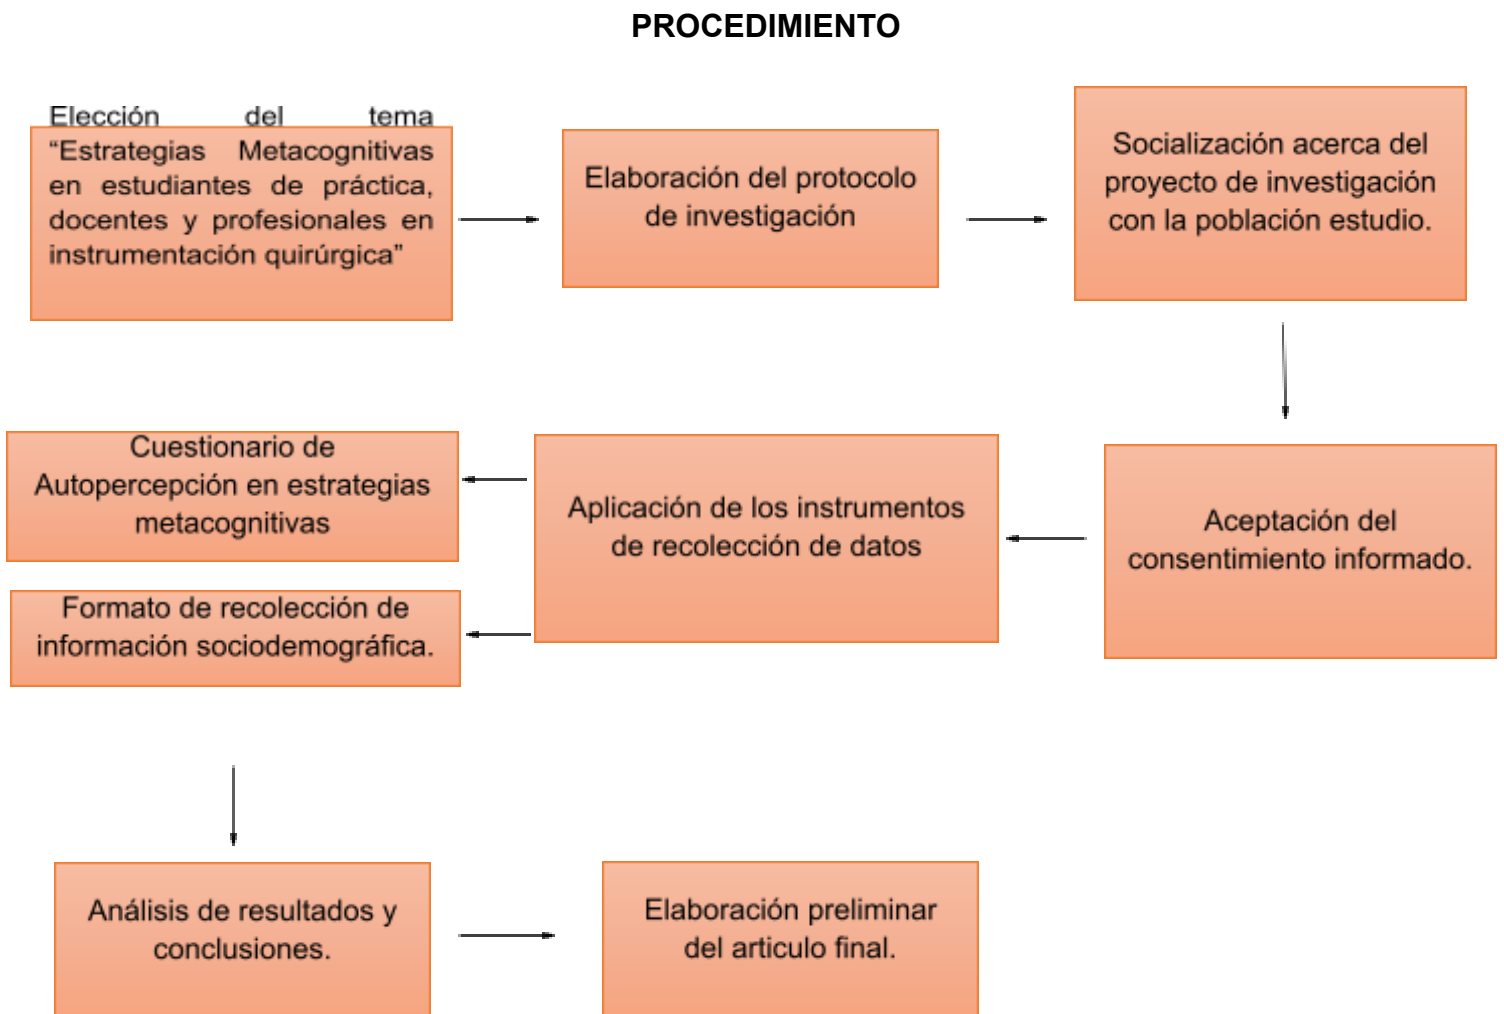 PROCEDIMIENTO
Elección del tema
“Estrategias Metacognitivas
en estudiantes de práctica,
docentes y profesionales en
instrumentación quirúrgica”
Elaboración del protocolo
de investigación
Socialización acerca del
proyecto de investigación
con la población estudio.
Aceptación del
consentimiento informado.
Aplicación de los instrumentos
de recolección de datos
Cuestionario de
Autopercepción en estrategias
metacognitivas
Formato de recolección de
información sociodemográfica.
Análisis de resultados y
conclusiones.
Elaboración preliminar
del articulo final.